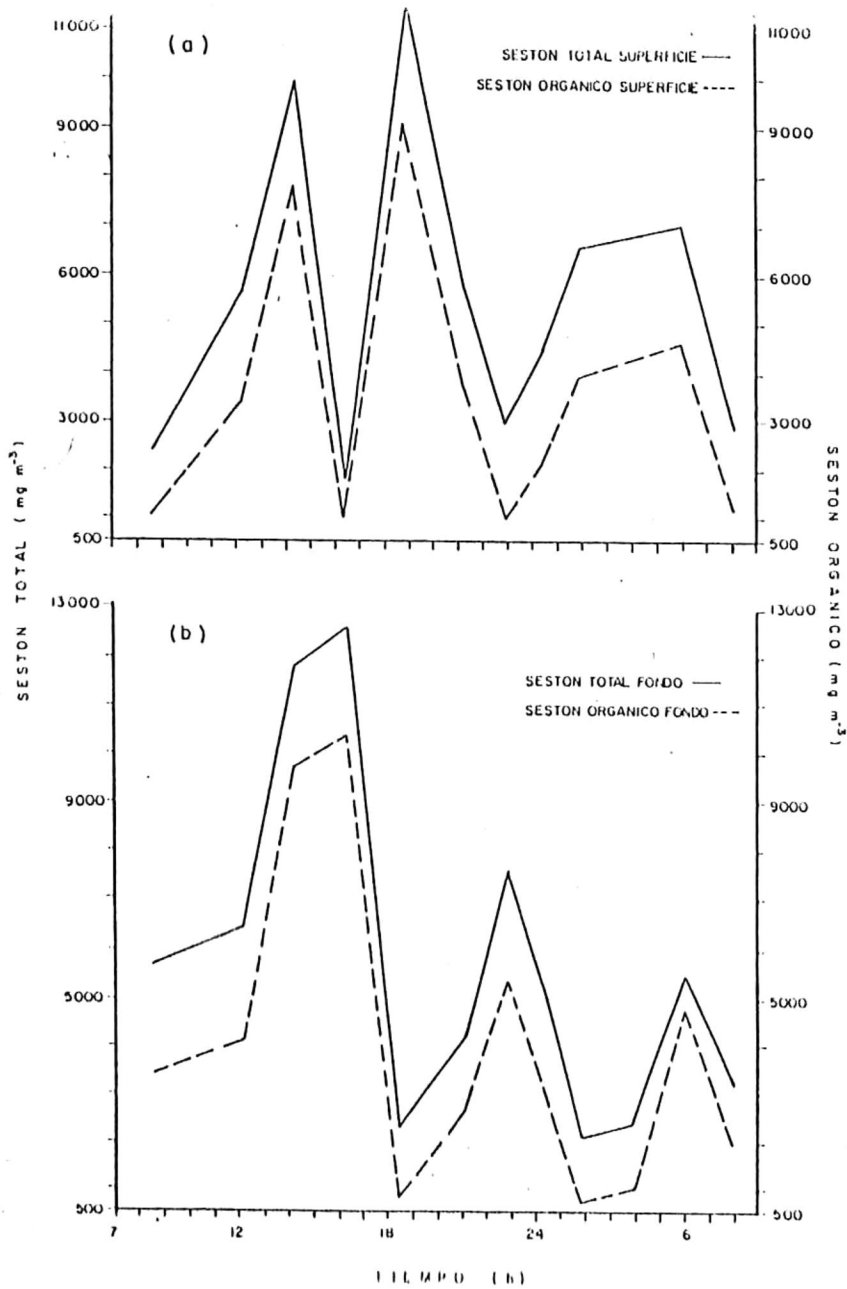 (a)
SESTON TOTAL SUPERFICIE
SESTON ORGANICO SUPERFICIE
11000
9000
6000
3000
500
11000
9000
6000
3000
500
SESTON TOTAL (mg m⁻³)
SESTON ORGANICO (mg m⁻³)
(b)
SESTON TOTAL FONDO
SESTON ORGANICO FONDO
13000
9000
5000
500
13000
9000
5000
500
7 12 18 24 6
TIEMPO (h)